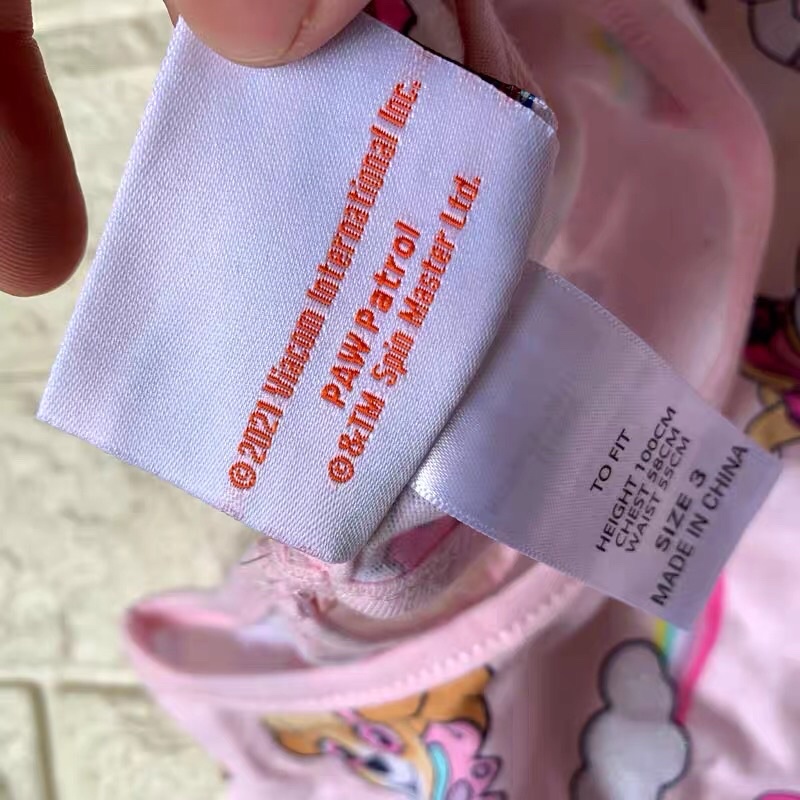 ©2021 Viacom International Inc.
PAW Patrol
©&TM Spin Master Ltd.
TO FIT
HEIGHT 100CM
CHEST 58CM
WAIST 55CM
SIZE 3
MADE IN CHINA